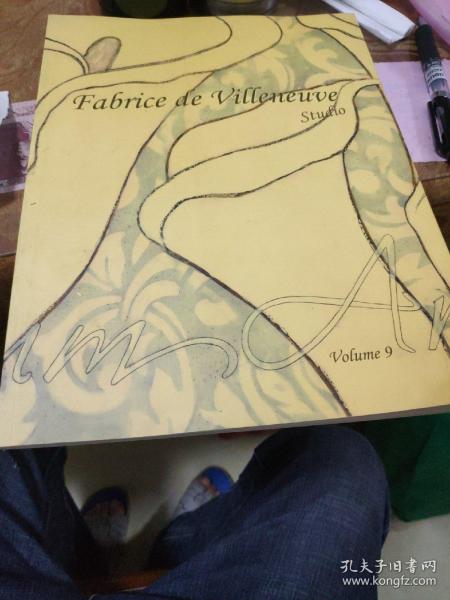 Fabrice de Villeneuve
Studio
Volume 9
孔夫子旧书网
www.kongfz.com